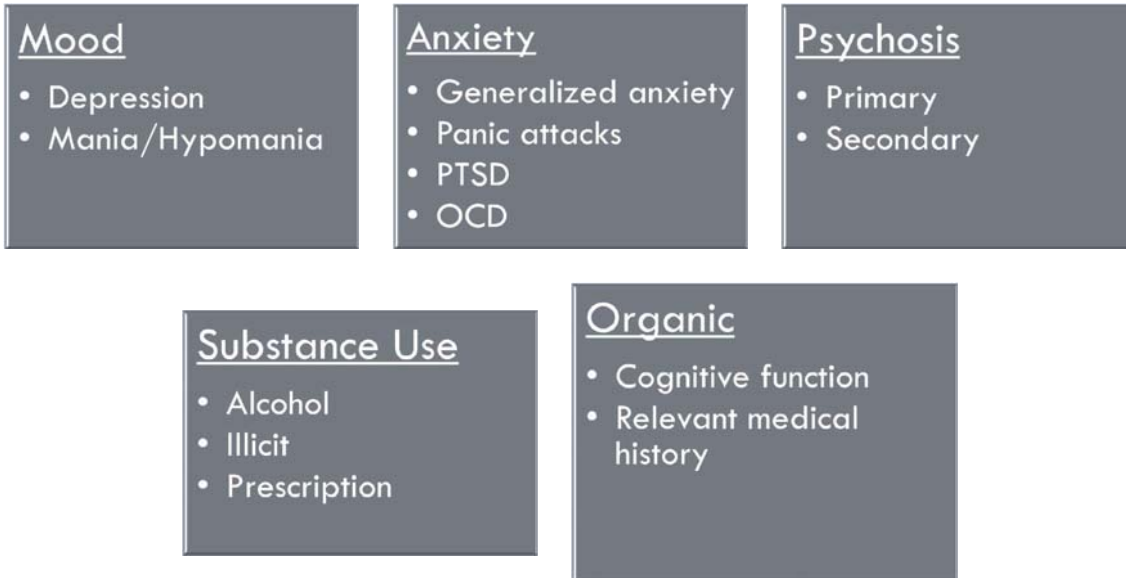 Mood
• Depression
• Mania/Hypomania
Anxiety
• Generalized anxiety
• Panic attacks
• PTSD
• OCD
Psychosis
• Primary
• Secondary
Substance Use
• Alcohol
• Illicit
• Prescription
Organic
• Cognitive function
• Relevant medical
history